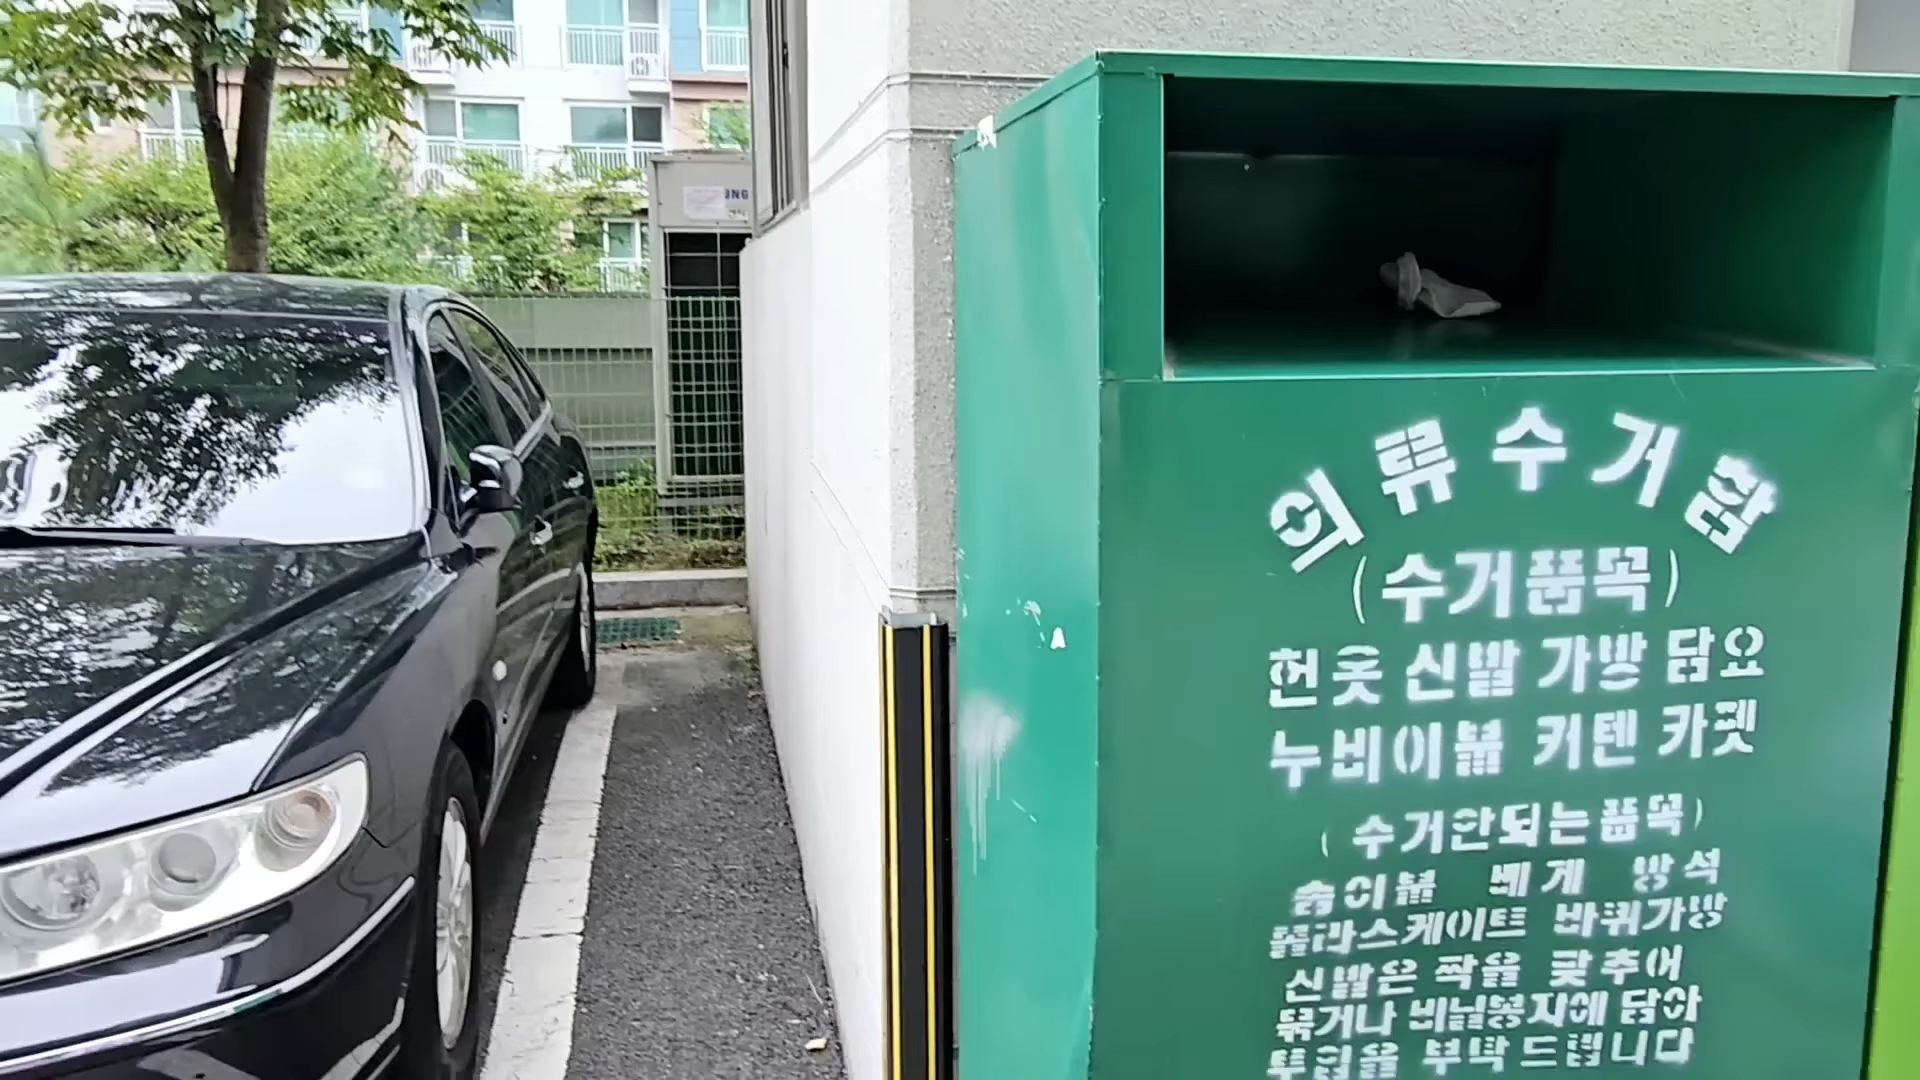 의류수거함
(수거품목)
헌옷 신발 가방 담요
누비이불 커텐 카펫
(수거안되는품목)
솜이불 베게 방석
롤라스케이트 바퀴가방
신발은 짝을 맞추어
묶거나 비닐봉지에 담아
투입을 부탁드립니다